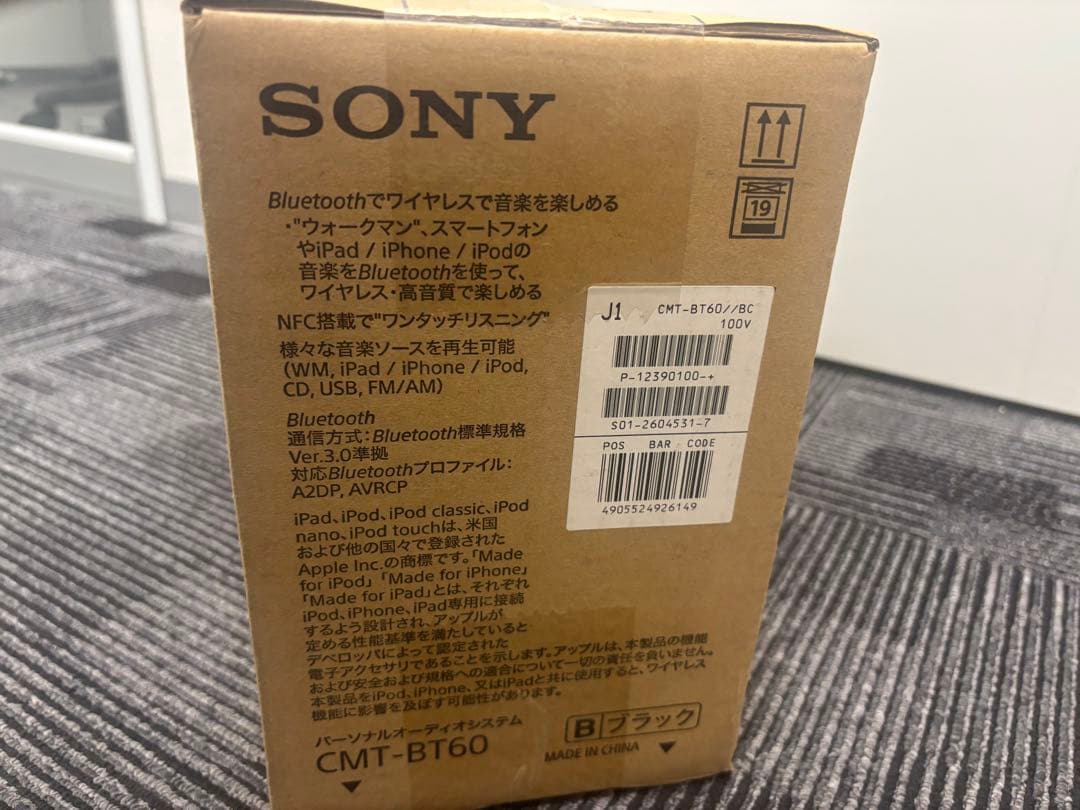 SONY
Bluetoothでワイヤレスで音楽を楽しめる
・"ウォークマン"、スマートフォン
やiPad / iPhone / iPodの
音楽をBluetoothを使って、
ワイヤレス・高音質で楽しめる
NFC搭載で"ワンタッチリスニング"
様々な音楽ソースを再生可能
(WM, iPad / iPhone / iPod,
CD, USB, FM/AM)
Bluetooth
通信方式:Bluetooth標準規格
Ver.3.0準拠
対応Bluetoothプロファイル:
A2DP, AVRCP
iPad、iPod、iPod classic、iPod
nano、iPod touchは、米国
および他の国々で登録された
Apple Inc.の商標です。「Made
for iPod」「Made for iPhone」
「Made for iPad」とは、それぞれ
iPod、iPhone、iPad専用に接続
するよう設計され、アップルが
定める性能基準を満たしていると
デベロッパによって認定された
電子アクセサリであることを示します。アップルは、本製品の機能
および安全および規格への適合について一切の責任を負いません。
本製品をiPod、iPhone、又はiPadと共に使用すると、ワイヤレス
機能に影響を及ぼす可能性があります。
パーソナルオーディオシステム
CMT-BT60
B ブラック
MADE IN CHINA
19
J1 CMT-BT60//BC
100V
P-12390100-+
S01-2604531-7
POS BAR CODE
4905524926149